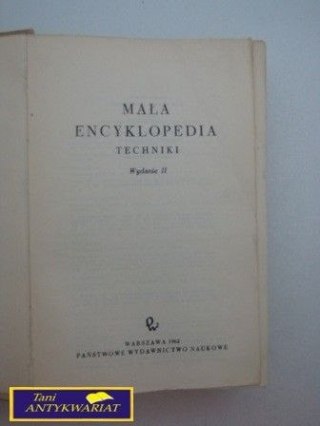 MAŁA
ENCYKLOPEDIA
TECHNIKI
Wydanie II
WARSZAWA 1962
PAŃSTWOWE WYDAWNICTWO NAUKOWE
Tani
ANTYKWARIAT